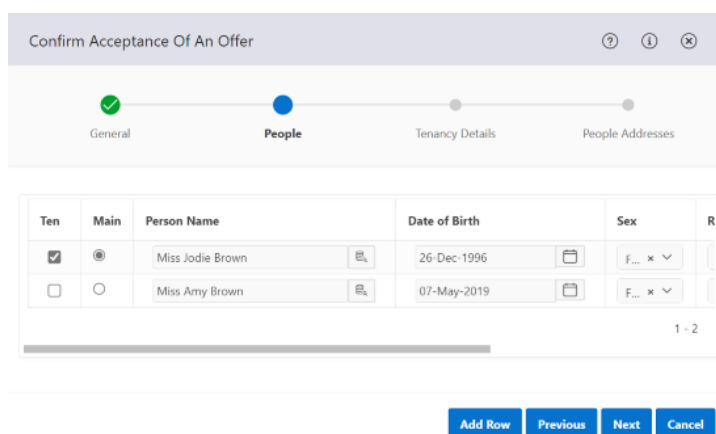 Confirm Acceptance Of An Offer
General People Tenancy Details People Addresses
Ten Main Person Name Date of Birth Sex R
Miss Jodie Brown 26-Dec-1996 F...
Miss Amy Brown 07-May-2019 F...
1 - 2
Add Row Previous Next Cancel